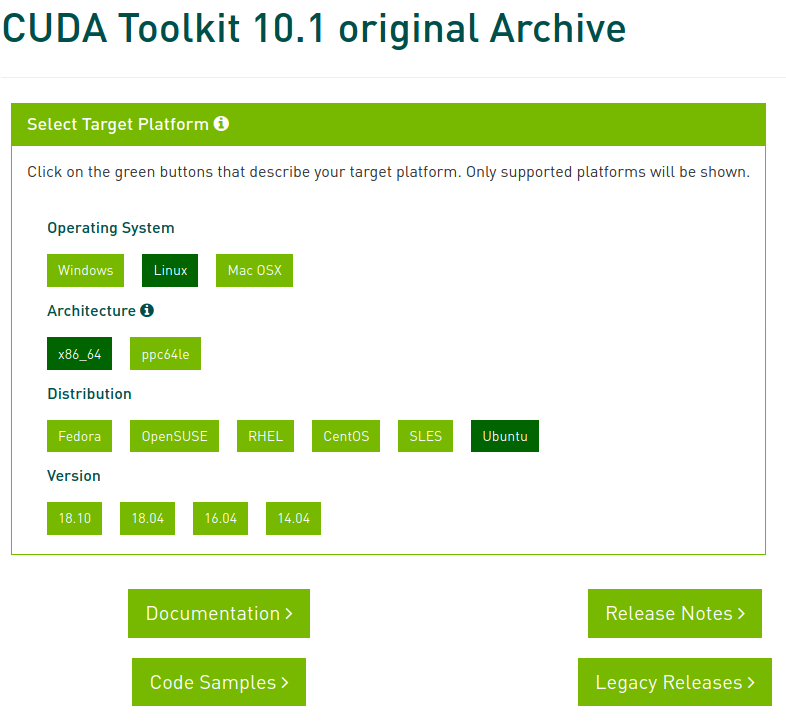 CUDA Toolkit 10.1 original Archive
Select Target Platform
Click on the green buttons that describe your target platform. Only supported platforms will be shown.
Operating System
Windows Linux Mac OSX
Architecture
x86_64 ppc64le
Distribution
Fedora OpenSUSE RHEL CentOS SLES Ubuntu
Version
18.10 18.04 16.04 14.04
Documentation > Release Notes >
Code Samples > Legacy Releases >